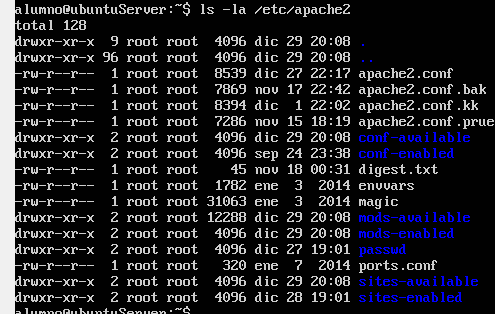 alumno@ubuntuServer:~$ ls -la /etc/apache2
total 128
drwxr-xr-x  9 root root  4096 dic 29 20:08 .
drwxr-xr-x 96 root root  4096 dic 29 20:08 ..
-rw-r--r--  1 root root  8539 dic 27 22:17 apache2.conf
-rw-r--r--  1 root root  7869 nov 17 22:42 apache2.conf.bak
-rw-r--r--  1 root root  8394 dic  1 22:02 apache2.conf.kk
-rw-r--r--  1 root root  7286 nov 15 18:19 apache2.conf.prue
drwxr-xr-x  2 root root  4096 dic 29 20:08 conf-available
drwxr-xr-x  2 root root  4096 sep 24 23:38 conf-enabled
-rw-r--r--  1 root root    45 nov 18 00:31 digest.txt
-rw-r--r--  1 root root  1782 ene  3  2014 envvars
-rw-r--r--  1 root root 31063 ene  3  2014 magic
drwxr-xr-x  2 root root 12288 dic 29 20:08 mods-available
drwxr-xr-x  2 root root  4096 dic 29 20:08 mods-enabled
drwxr-xr-x  2 root root  4096 dic 27 19:01 passwd
-rw-r--r--  1 root root   320 ene  7  2014 ports.conf
drwxr-xr-x  2 root root  4096 dic 29 20:08 sites-available
drwxr-xr-x  2 root root  4096 dic 28 19:01 sites-enabled
alumno@ubuntuServer:~$